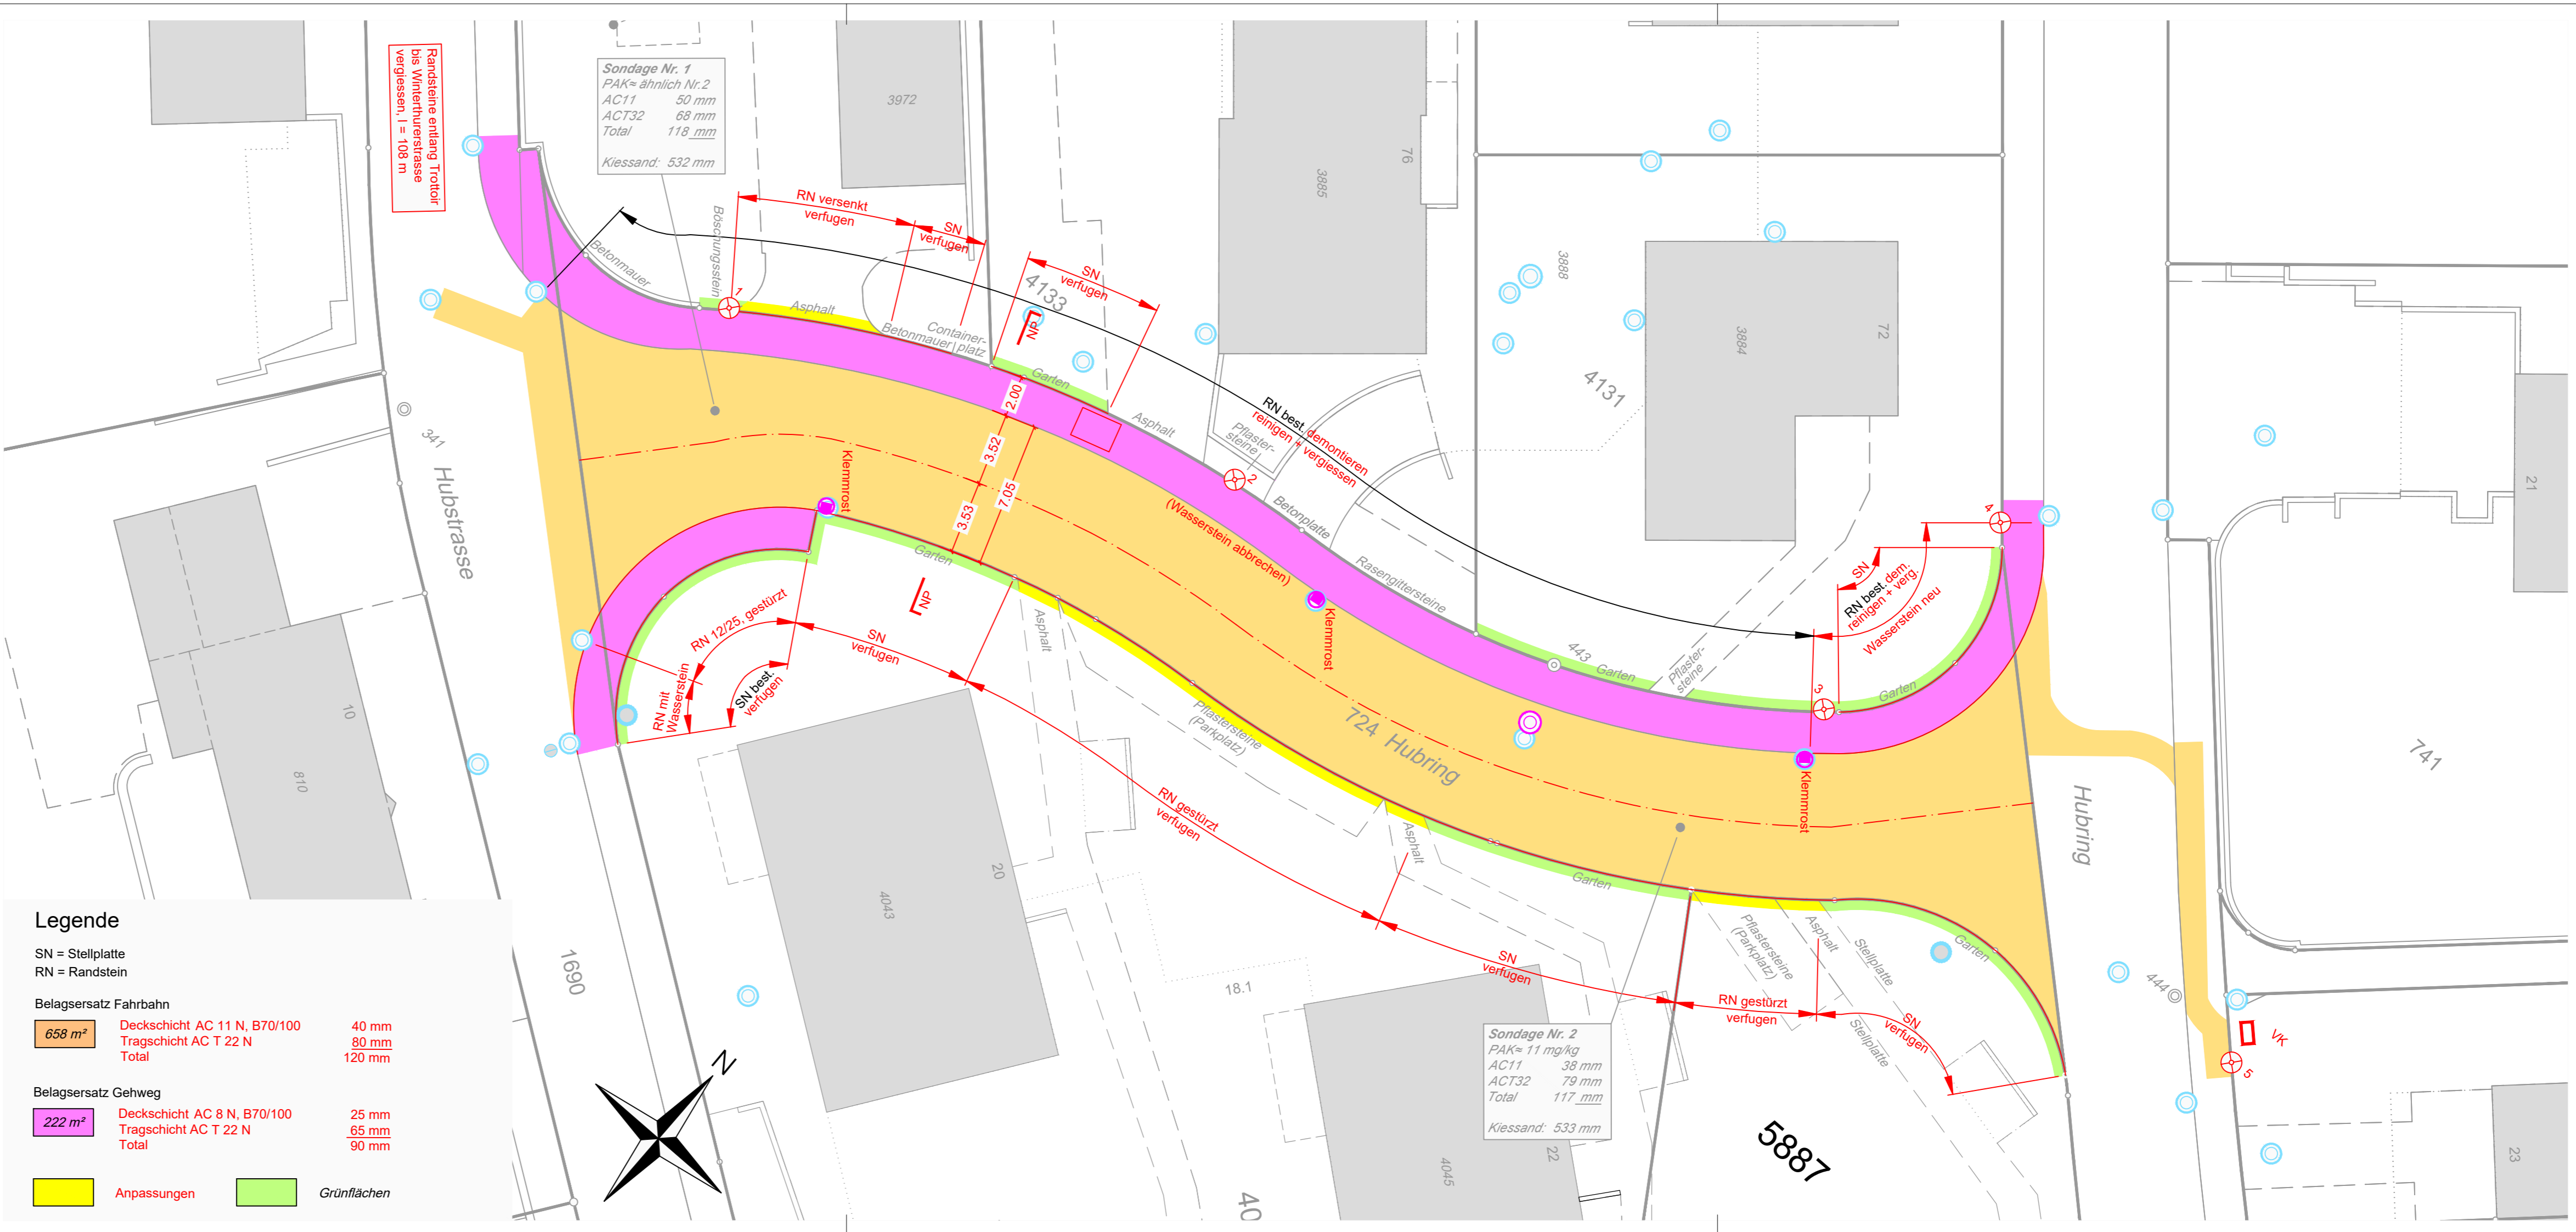 Randsteine entlang Trottoir
bis Winterthurerstrasse
vergiessen, l = 108 m
Sondage Nr. 1
PAK≈ ähnlich Nr.2
AC11 50 mm
ACT32 68 mm
Total 118 mm
Kiessand: 532 mm
3972
76
3885
3888
3884
72
4133
4131
RN versenkt
verfugen
SN
verfugen
SN
verfugen
Böschungsstein
Betonmauer
1
Asphalt
Betonmauer
Container-
platz
NP
Garten
2.00
3.52
3.53
7.05
Asphalt
Pflaster-
steine
2
RN best. demontieren
reinigen + vergiessen
(Wasserstein abbrechen)
Betonplatte
Rasengittersteine
341
Hubstrasse
Klemmrost
Garten
NP
RN 12/25, gestürzt
SN
verfugen
RN mit
Wasserstein
SN best.
verfugen
Asphalt
Klemmrost
443
Garten
Pflaster-
steine
3
Garten
4
SN
RN best. dem.
reinigen + verg.
Wasserstein neu
21
10
810
Pflastersteine
(Parkplatz)
724 Hubring
Klemmrost
Hubring
741
RN gestürzt
verfugen
Asphalt
Garten
20
4043
1690
18.1
SN
verfugen
Pflastersteine
(Parkplatz)
Asphalt
Stellplatte
Garten
RN gestürzt
verfugen
SN
verfugen
Stellplatte
444
VK
5
Sondage Nr. 2
PAK≈ 11 mg/kg
AC11 38 mm
ACT32 79 mm
Total 117 mm
Kiessand: 533 mm
22
4045
40
5887
23
N
Legende
SN = Stellplatte
RN = Randstein
Belagsersatz Fahrbahn
658 m²
Deckschicht AC 11 N, B70/100 40 mm
Tragschicht AC T 22 N 80 mm
Total 120 mm
Belagsersatz Gehweg
222 m²
Deckschicht AC 8 N, B70/100 25 mm
Tragschicht AC T 22 N 65 mm
Total 90 mm
Anpassungen
Grünflächen